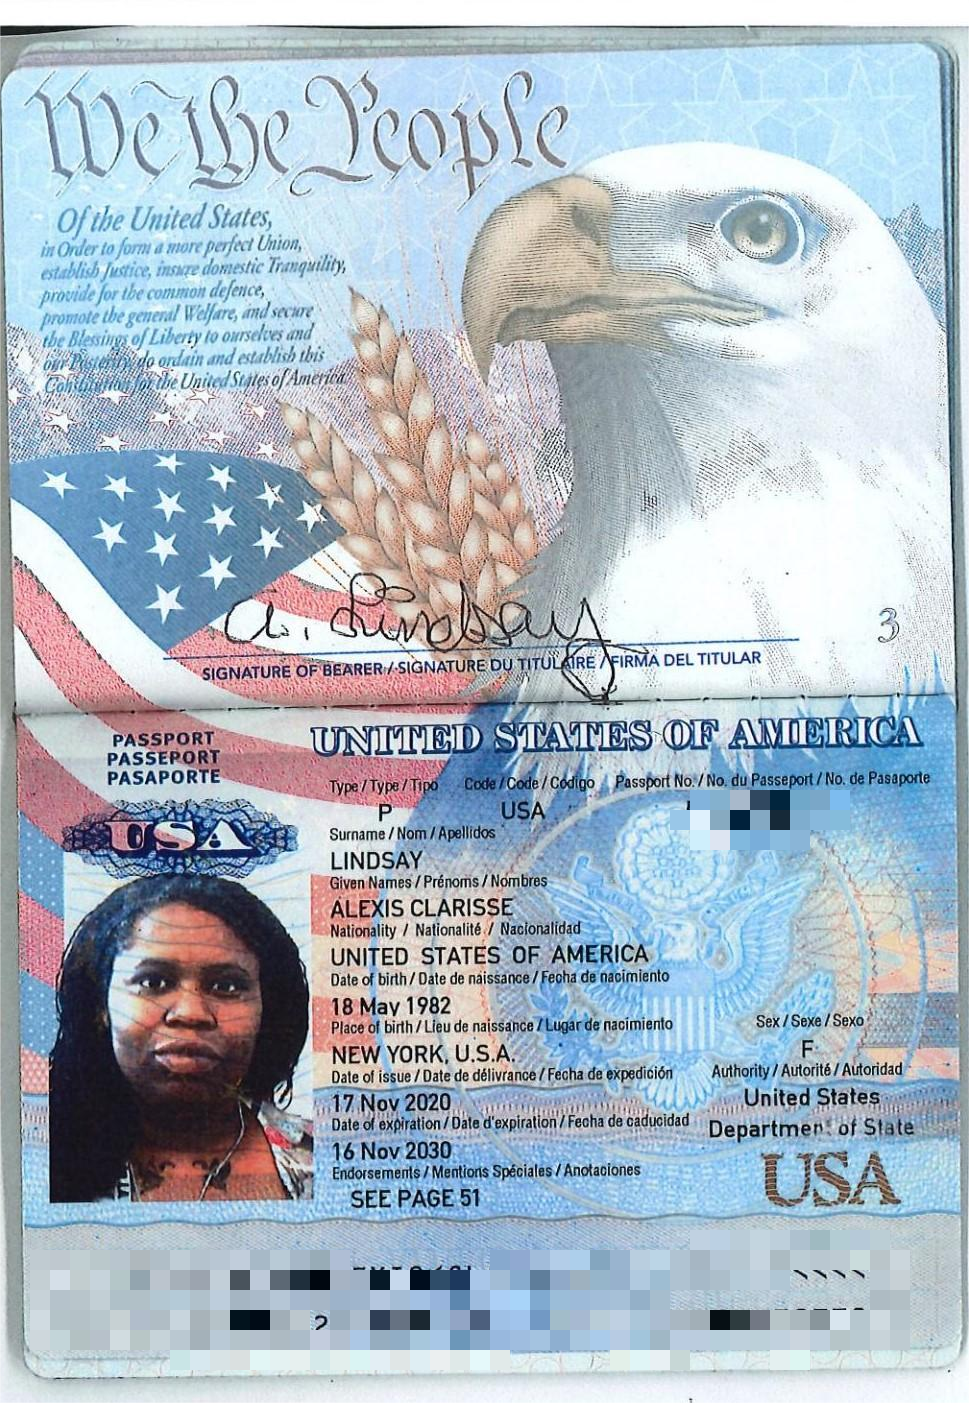 We the People
Of the United States,
in Order to form a more perfect Union,
establish Justice, insure domestic Tranquility,
provide for the common defence,
promote the general Welfare, and secure
the Blessings of Liberty to ourselves and
our Posterity, do ordain and establish this
Constitution for the United States of America.
a. Lindsay
3
SIGNATURE OF BEARER / SIGNATURE DU TITULAIRE / FIRMA DEL TITULAR
PASSPORT
PASSEPORT
PASAPORTE
USA
UNITED STATES OF AMERICA
Type / Type / Tipo Code / Code / Código Passport No. / No. du Passeport / No. de Pasaporte
P USA
Surname / Nom / Apellidos
LINDSAY
Given Names / Prénoms / Nombres
ALEXIS CLARISSE
Nationality / Nationalité / Nacionalidad
UNITED STATES OF AMERICA
Date of birth / Date de naissance / Fecha de nacimiento
18 May 1982
Place of birth / Lieu de naissance / Lugar de nacimiento Sex / Sexe / Sexo
NEW YORK, U.S.A. F
Date of issue / Date de délivrance / Fecha de expedición Authority / Autorité / Autoridad
17 Nov 2020 United States
Date of expiration / Date d'expiration / Fecha de caducidad Department of State
16 Nov 2030
Endorsements / Mentions Spéciales / Anotaciones
SEE PAGE 51
USA